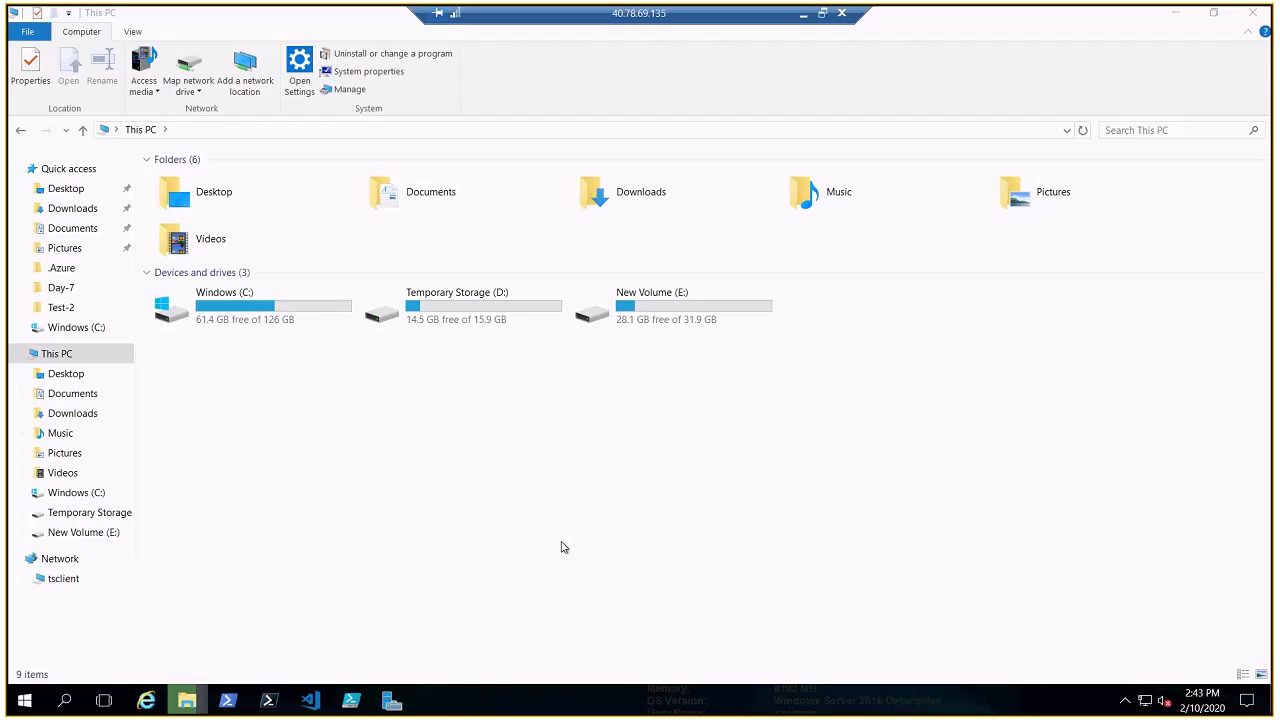 This PC
40.78.69.135
File
Computer
View
Properties
Open
Rename
Access media
Map network drive
Add a network location
Open Settings
Uninstall or change a program
System properties
Manage
Location
Network
System
This PC
Search This PC
Quick access
Desktop
Downloads
Documents
Pictures
.Azure
Day-7
Test-2
Windows (C:)
This PC
Desktop
Documents
Downloads
Music
Pictures
Videos
Windows (C:)
Temporary Storage
New Volume (E:)
Network
tsclient
Folders (6)
Desktop
Documents
Downloads
Music
Pictures
Videos
Devices and drives (3)
Windows (C:)
61.4 GB free of 126 GB
Temporary Storage (D:)
14.5 GB free of 15.9 GB
New Volume (E:)
28.1 GB free of 31.9 GB
9 items
Memory: 8192 MB
OS Version: Windows Server 2016 Datacenter
2:43 PM
2/10/2020